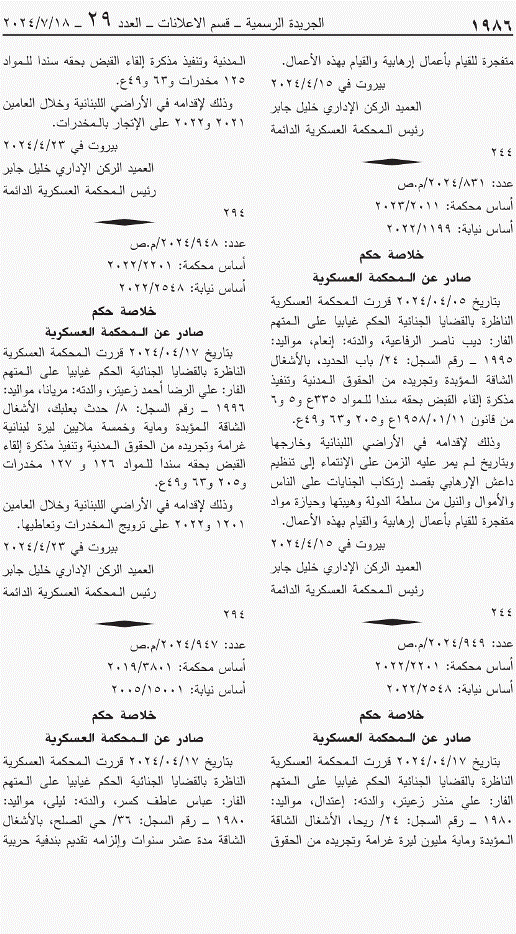 ١٩٨٦
الجريدة الرسمية ـ قسم الاعلانات ـ العدد ٢٩ ـ ٢٠٢٤/٧/١٨
متفجرة للقيام بأعمال إرهابية والقيام بهذه الأعمال.
بيروت في ٢٠٢٤/٤/١٥
العميد الركن الإداري خليل جابر
رئيس المحكمة العسكرية الدائمة
٢٤٤
عدد: ٢٠٢٤/٨٣١/م.ص
أساس محكمة: ٢٠٢٣/٢٠١١
أساس نيابة: ٢٠٢٢/١١٩٩
خلاصة حكم
صادر عن المحكمة العسكرية
بتاريخ ٢٠٢٤/٠٤/٠٥ قررت المحكمة العسكرية
الناظرة بالقضايا الجنائية الحكم غيابيا على المتهم
الفار: ديب ناصر الرفاعية، والدته: إنعام، مواليد:
١٩٩٥ ـ رقم السجل: ٢٤/ باب الحديد، بالأشغال
الشاقة المؤبدة وتجريده من الحقوق المدنية وتنفيذ
مذكرة إلقاء القبض بحقه سندا للمواد ٣٣٥ع و٥ و٦
من قانون ١٩٥٨/٠١/١١ع و٢٠٥ و٦٣ و٤٩ع.
وذلك لإقدامه في الأراضي اللبنانية وخارجها
وبتاريخ لم يمر عليه الزمن على الإنتماء إلى تنظيم
داعش الإرهابي بقصد إرتكاب الجنايات على الناس
والأموال والنيل من سلطة الدولة وهيبتها وحيازة مواد
متفجرة للقيام بأعمال إرهابية والقيام بهذه الأعمال.
بيروت في ٢٠٢٤/٤/١٥
العميد الركن الإداري خليل جابر
رئيس المحكمة العسكرية الدائمة
٢٤٤
عدد: ٢٠٢٤/٩٤٩/م.ص
أساس محكمة: ٢٠٢٢/٢٢٠١
أساس نيابة: ٢٠٢٢/٢٥٤٨
خلاصة حكم
صادر عن المحكمة العسكرية
بتاريخ ٢٠٢٤/٠٤/١٧ قررت المحكمة العسكرية
الناظرة بالقضايا الجنائية الحكم غيابيا على المتهم
الفار: علي منذر زعيتر، والدته: إعتدال، مواليد:
١٩٨٠ ـ رقم السجل: ٢٤/ ريحا، الأشغال الشاقة
المؤبدة وماية مليون ليرة غرامة وتجريده من الحقوق
المدنية وتنفيذ مذكرة إلقاء القبض بحقه سندا للمواد
١٢٥ مخدرات و٦٣ و٤٩ع.
وذلك لإقدامه في الأراضي اللبنانية وخلال العامين
٢٠٢١ و٢٠٢٢ على الإتجار بالمخدرات.
بيروت في ٢٠٢٤/٤/٢٣
العميد الركن الإداري خليل جابر
رئيس المحكمة العسكرية الدائمة
٢٩٤
عدد: ٢٠٢٤/٩٤٨/م.ص
أساس محكمة: ٢٠٢٢/٢٢٠١
أساس نيابة: ٢٠٢٢/٢٥٤٨
خلاصة حكم
صادر عن المحكمة العسكرية
بتاريخ ٢٠٢٤/٠٤/١٧ قررت المحكمة العسكرية
الناظرة بالقضايا الجنائية الحكم غيابيا على المتهم
الفار: علي الرضا أحمد زعيتر، والدته: مريانا، مواليد:
١٩٩٦ ـ رقم السجل: ٨/ حدث بعلبك، الأشغال
الشاقة المؤبدة وماية وخمسة ملايين ليرة لبنانية
غرامة وتجريده من الحقوق المدنية وتنفيذ مذكرة إلقاء
القبض بحقه سندا للمواد ١٢٦ و ١٢٧ مخدرات
و٢٠٥ و٦٣ و٤٩ع.
وذلك لإقدامه في الأراضي اللبنانية وخلال العامين
١٢٠١ و٢٠٢٢ على ترويج المخدرات وتعاطيها.
بيروت في ٢٠٢٤/٤/٢٣
العميد الركن الإداري خليل جابر
رئيس المحكمة العسكرية الدائمة
٢٩٤
عدد: ٢٠٢٤/٩٤٧/م.ص
أساس محكمة: ٢٠١٩/٣٨٠١
أساس نيابة: ٢٠٠٥/١٥٠٠١
خلاصة حكم
صادر عن المحكمة العسكرية
بتاريخ ٢٠٢٤/٠٤/١٧ قررت المحكمة العسكرية
الناظرة بالقضايا الجنائية الحكم غيابيا على المتهم
الفار: عباس عاطف كسر، والدته: ليلى، مواليد:
١٩٨٠ ـ رقم السجل: ٣٦/ حي الصلح، بالأشغال
الشاقة مدة عشر سنوات وإلزامه تقديم بندقية حربية